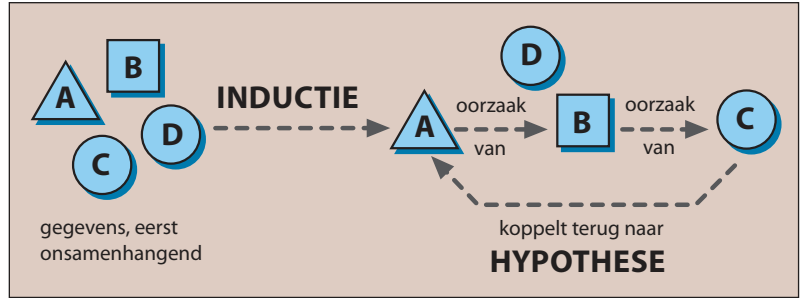 A
B
C
D
gegevens, eerst
onsamenhangend
INDUCTIE
A
oorzaak
van
D
B
oorzaak
van
C
koppelt terug naar
HYPOTHESE